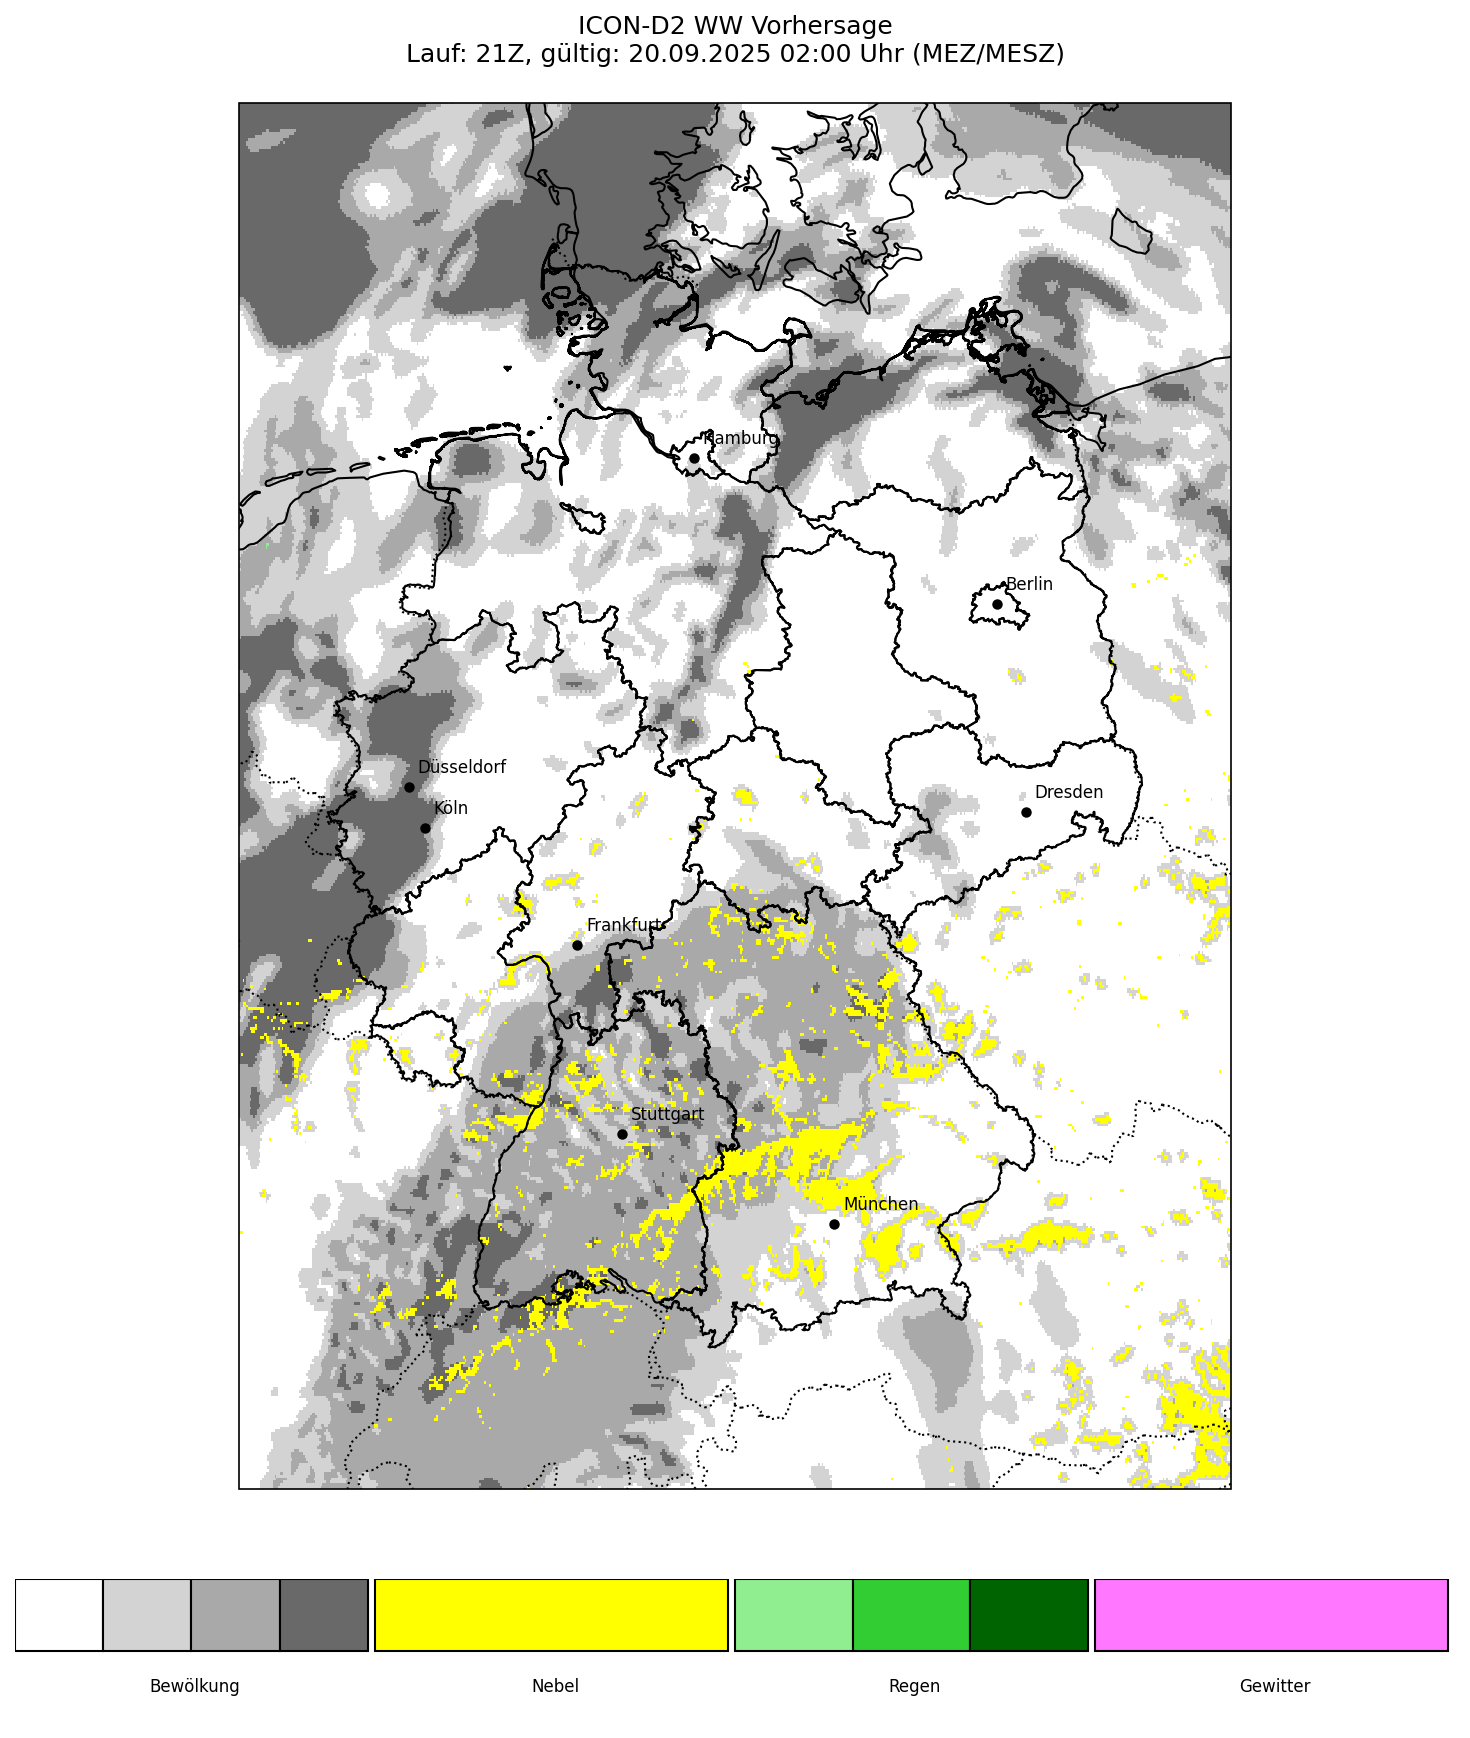 ICON-D2 WW Vorhersage
Lauf: 21Z, gültig: 20.09.2025 02:00 Uhr (MEZ/MESZ)
Hamburg
Berlin
Düsseldorf
Dresden
Köln
Frankfurt
Stuttgart
München
Bewölkung
Nebel
Regen
Gewitter